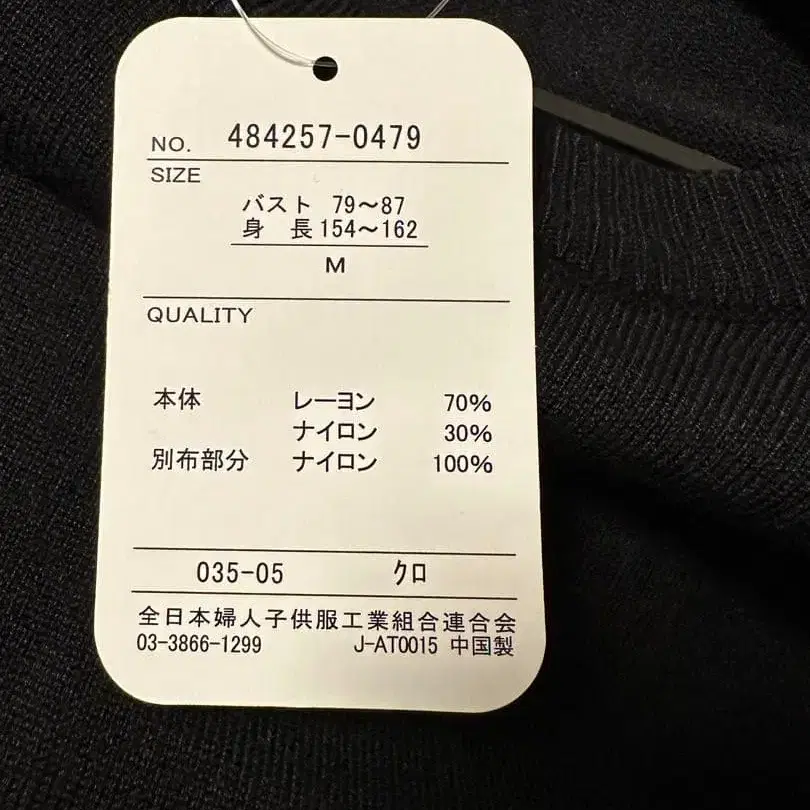 NO. 484257-0479
SIZE
バスト 79〜87
身 長 154〜162
M
QUALITY
本体 レーヨン 70%
ナイロン 30%
別布部分 ナイロン 100%
035-05 クロ
全日本婦人子供服工業組合連合会
03-3866-1299 J-AT0015 中国製